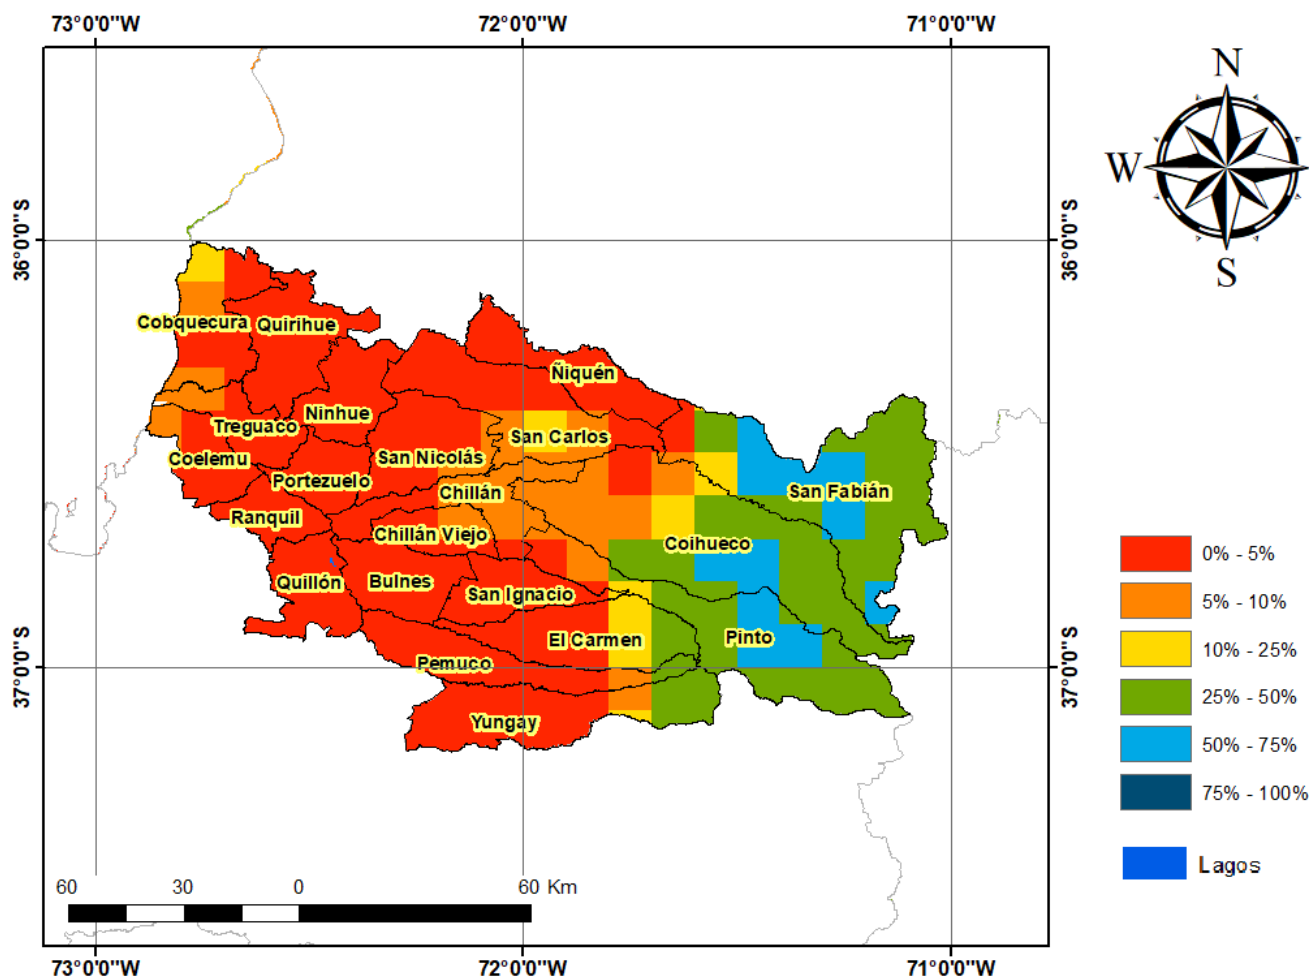 73°0'0"W 72°0'0"W 71°0'0"W
N
W
S
36°0'0"S
36°0'0"S
Cobquecura
Quirihue
Ñiquén
Ninhue
Treguaco
San Carlos
Coelemu
San Nicolás
Portezuelo
Chillán
San Fabián
Ranquil
Chillán Viejo
Coihueco
Quillón
Bulnes
San Ignacio
El Carmen
Pinto
Pemuco
Yungay
37°0'0"S
37°0'0"S
0% - 5%
5% - 10%
10% - 25%
25% - 50%
50% - 75%
75% - 100%
Lagos
60 30 0 60 Km
73°0'0"W 72°0'0"W 71°0'0"W